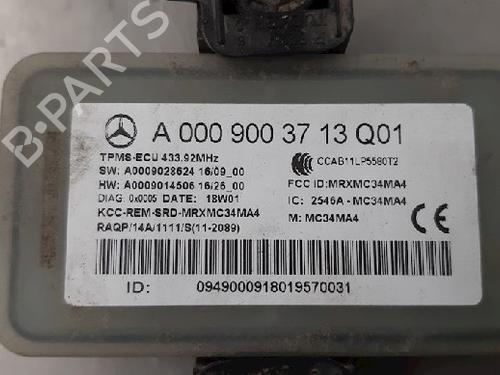 B-PARTS
A 000 900 37 13 Q01
TPMS-ECU 433.92MHz
SW: A0009028624 16/09_00
HW: A0009014506 16/26_00
DIAG: 0x0005 DATE: 18W01
KCC-REM-SRD-MRXMC34MA4
RAQP/14A/1111/S(11-2089)
CCAB11LP5580T2
FCC ID:MRXMC34MA4
IC: 2546A-MC34MA4
M: MC34MA4
CE
ID: 0949000918019570031